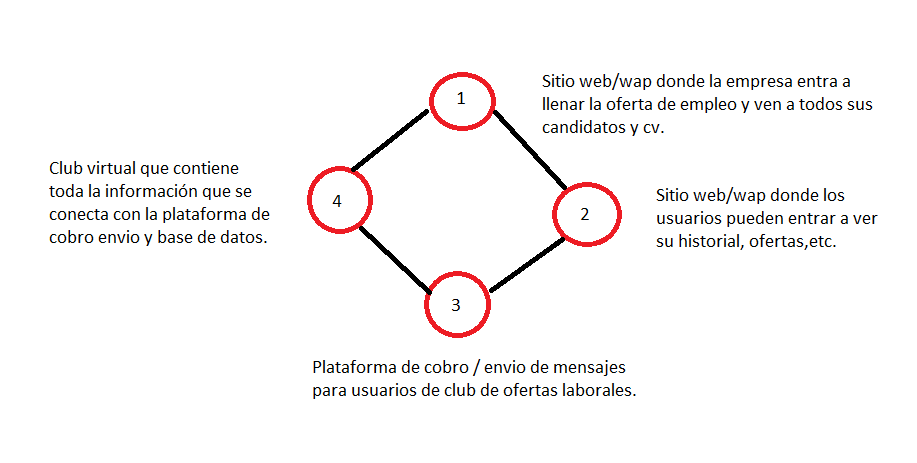 1
Sitio web/wap donde la empresa entra a
llenar la oferta de empleo y ven a todos sus
candidatos y cv.
2
Sitio web/wap donde los
usuarios pueden entrar a ver
su historial, ofertas,etc.
3
Plataforma de cobro / envio de mensajes
para usuarios de club de ofertas laborales.
4
Club virtual que contiene
toda la información que se
conecta con la plataforma de
cobro envio y base de datos.